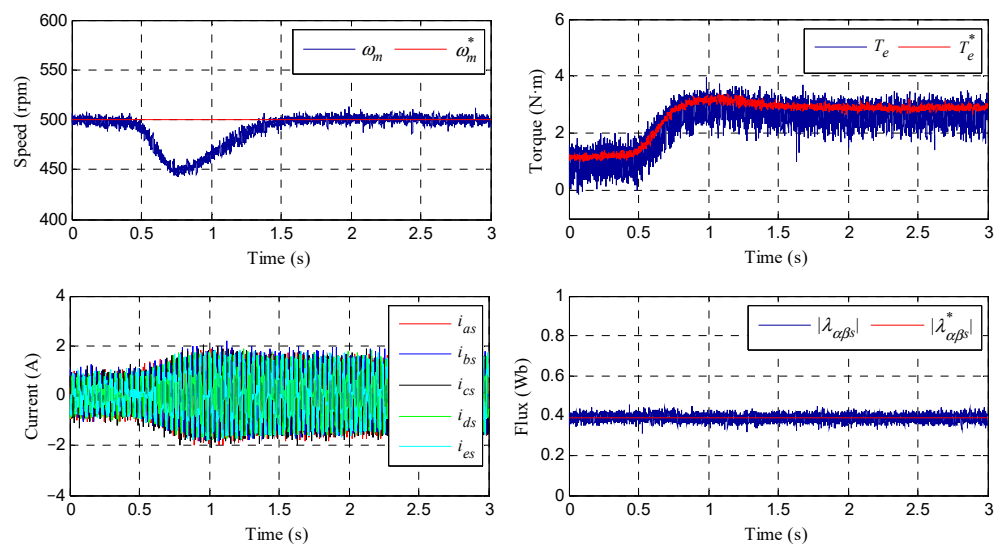 600
550
500
450
400
Speed (rpm)
ω_m ω_m^*
0 0.5 1 1.5 2 2.5 3
Time (s)
6
4
2
0
Torque (N·m)
T_e T_e^*
0 0.5 1 1.5 2 2.5 3
Time (s)
4
2
0
−2
−4
Current (A)
i_as
i_bs
i_cs
i_ds
i_es
0 0.5 1 1.5 2 2.5 3
Time (s)
1
0.8
0.6
0.4
0.2
0
Flux (Wb)
|λ_αβs| |λ_αβs^*|
0 0.5 1 1.5 2 2.5 3
Time (s)